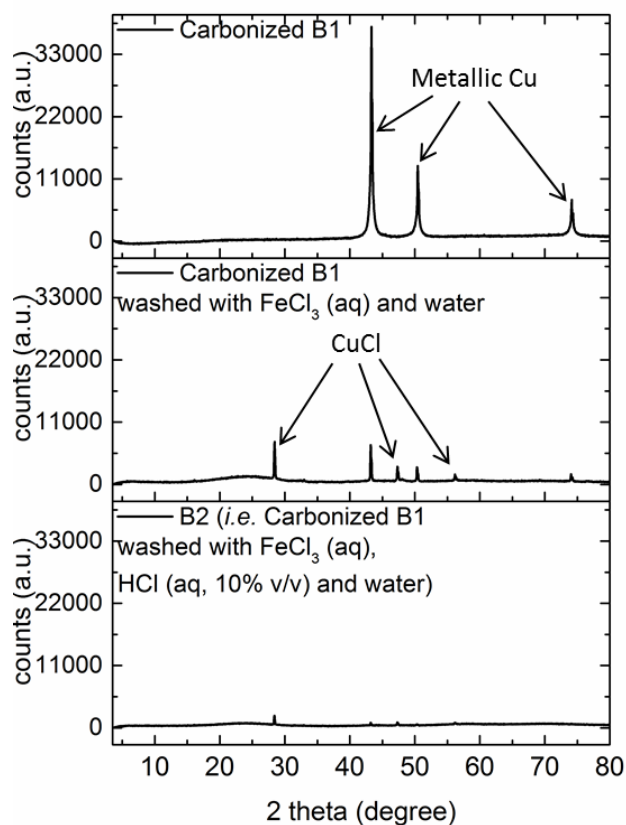 Carbonized B1
Metallic Cu
33000
22000
11000
0
counts (a.u.)
Carbonized B1
washed with FeCl₃ (aq) and water
CuCl
33000
22000
11000
0
counts (a.u.)
B2 (i.e. Carbonized B1
washed with FeCl₃ (aq),
HCl (aq, 10% v/v) and water)
33000
22000
11000
0
counts (a.u.)
10 20 30 40 50 60 70 80
2 theta (degree)